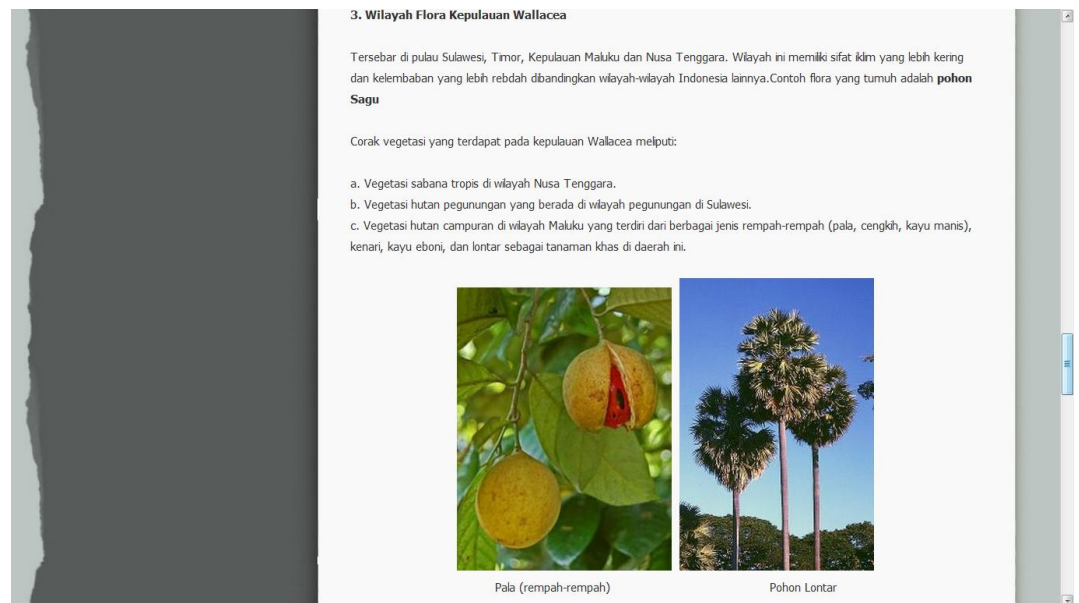 3. Wilayah Flora Kepulauan Wallacea
Tersebar di pulau Sulawesi, Timor, Kepulauan Maluku dan Nusa Tenggara. Wilayah ini memiliki sifat iklim yang lebih kering
dan kelembaban yang lebih rebdah dibandingkan wilayah-wilayah Indonesia lainnya.Contoh flora yang tumuh adalah pohon
Sagu
Corak vegetasi yang terdapat pada kepulauan Wallacea meliputi:
a. Vegetasi sabana tropis di wilayah Nusa Tenggara.
b. Vegetasi hutan pegunungan yang berada di wilayah pegunungan di Sulawesi.
c. Vegetasi hutan campuran di wilayah Maluku yang terdiri dari berbagai jenis rempah-rempah (pala, cengkih, kayu manis),
kenari, kayu eboni, dan lontar sebagai tanaman khas di daerah ini.
Pala (rempah-rempah)
Pohon Lontar